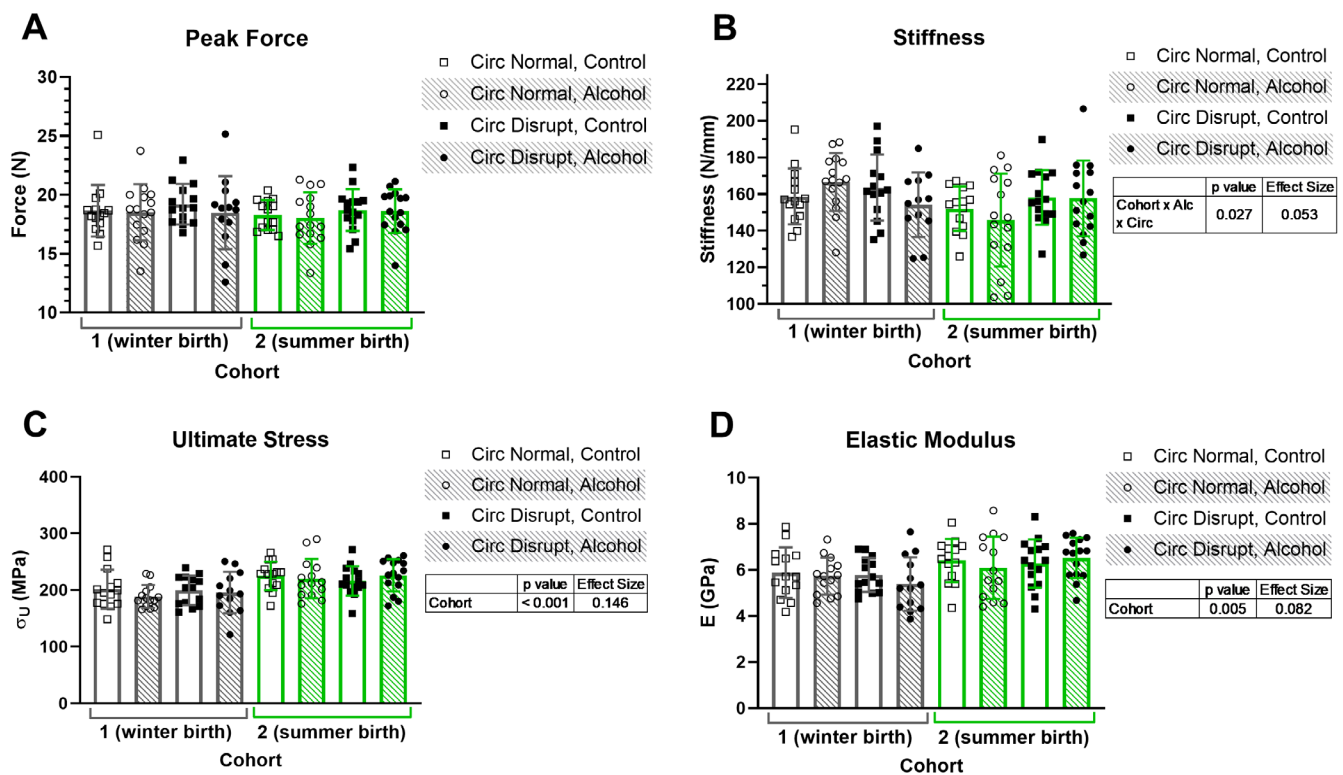 A
Peak Force
Force (N)
30
25
20
15
10
1 (winter birth)
2 (summer birth)
Cohort
Circ Normal, Control
Circ Normal, Alcohol
Circ Disrupt, Control
Circ Disrupt, Alcohol
B
Stiffness
Stiffness (N/mm)
220
200
180
160
140
120
100
1 (winter birth)
2 (summer birth)
Cohort
Circ Normal, Control
Circ Normal, Alcohol
Circ Disrupt, Control
Circ Disrupt, Alcohol
p value Effect Size
Cohort x Alc
x Circ 0.027 0.053
C
Ultimate Stress
σU (MPa)
400
300
200
100
0
1 (winter birth)
2 (summer birth)
Cohort
Circ Normal, Control
Circ Normal, Alcohol
Circ Disrupt, Control
Circ Disrupt, Alcohol
p value Effect Size
Cohort < 0.001 0.146
D
Elastic Modulus
E (GPa)
10
8
6
4
2
0
1 (winter birth)
2 (summer birth)
Cohort
Circ Normal, Control
Circ Normal, Alcohol
Circ Disrupt, Control
Circ Disrupt, Alcohol
p value Effect Size
Cohort 0.005 0.082